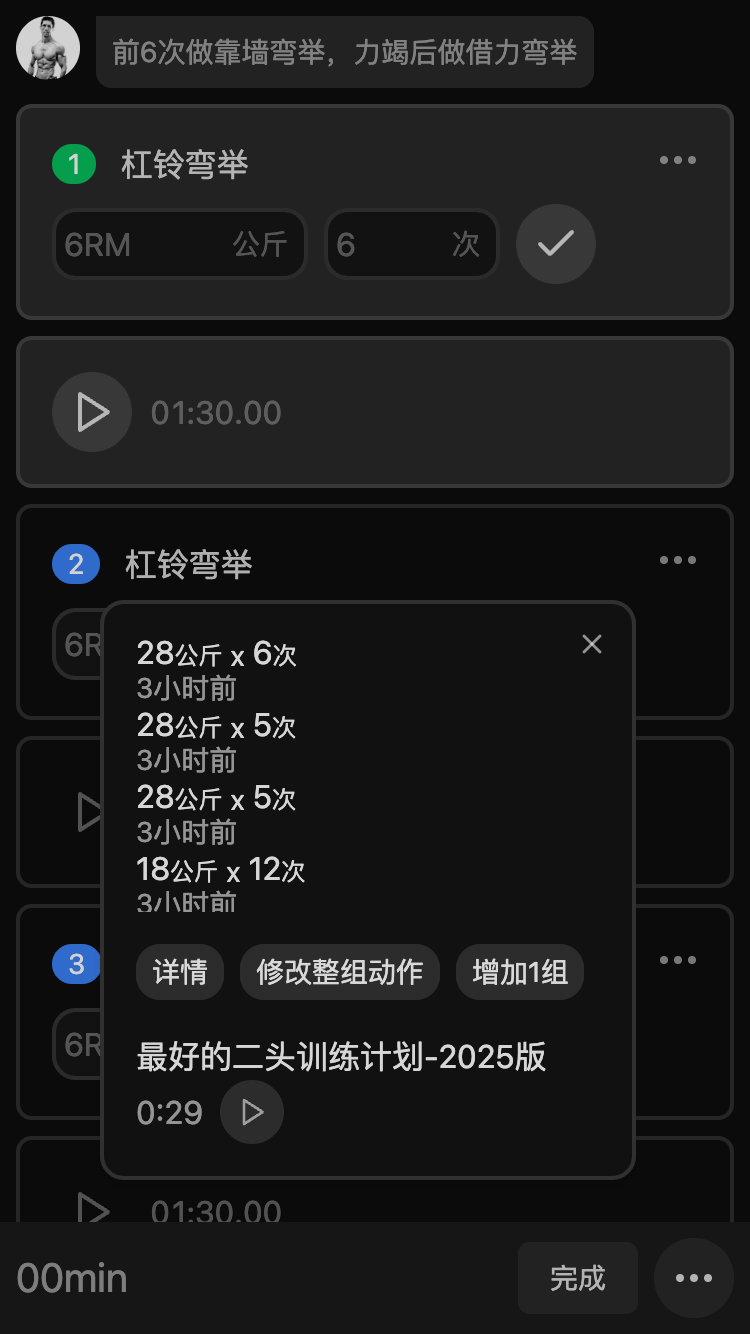 前6次做靠墙弯举，力竭后做借力弯举
1 杠铃弯举
6RM 公斤 6 次
01:30.00
2 杠铃弯举
6R
28公斤 x 6次
3小时前
28公斤 x 5次
3小时前
28公斤 x 5次
3小时前
18公斤 x 12次
3小时前
3
6R
详情 修改整组动作 增加1组
最好的二头训练计划-2025版
0:29
01:30.00
00min 完成